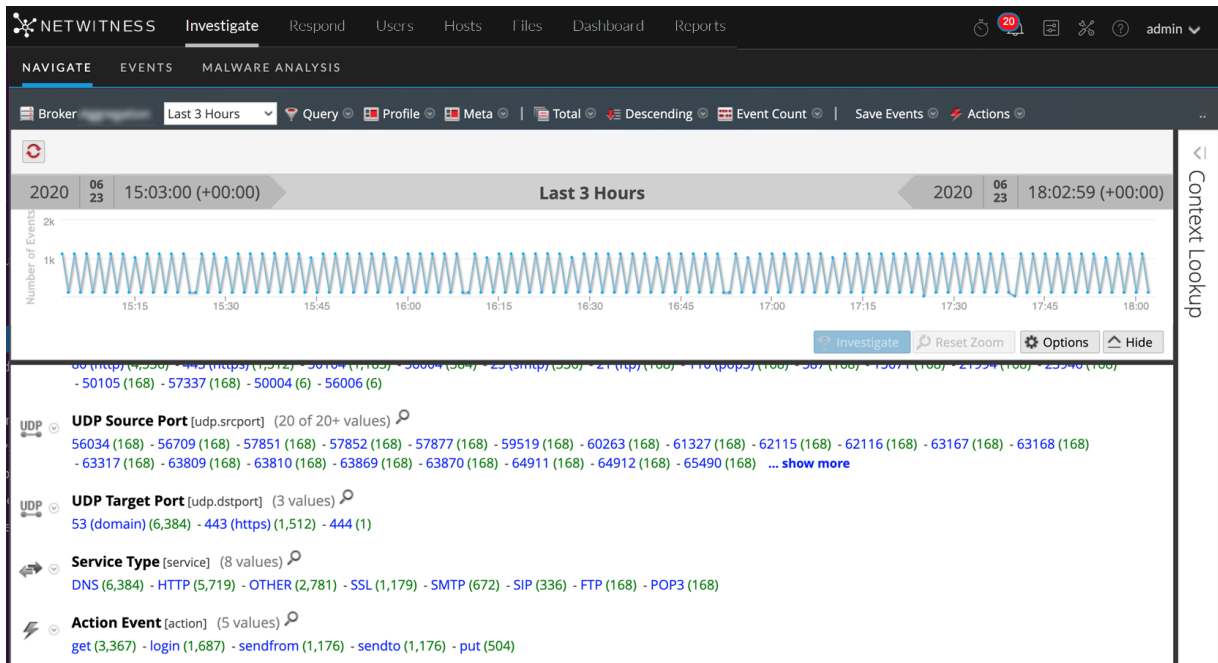 NETWITNESS Investigate Respond Users Hosts Files Dashboard Reports 20 admin
NAVIGATE EVENTS MALWARE ANALYSIS
Broker Last 3 Hours Query Profile Meta | Total Descending Event Count | Save Events Actions ..
2020 06 23 15:03:00 (+00:00) Last 3 Hours 2020 06 23 18:02:59 (+00:00)
Context Lookup
Number of Events
2k
1k
15:15 15:30 15:45 16:00 16:15 16:30 16:45 17:00 17:15 17:30 17:45 18:00
Investigate Reset Zoom Options Hide
- 50105 (168) - 57337 (168) - 50004 (6) - 56006 (6)
UDP UDP Source Port [udp.srcport] (20 of 20+ values)
56034 (168) - 56709 (168) - 57851 (168) - 57852 (168) - 57877 (168) - 59519 (168) - 60263 (168) - 61327 (168) - 62115 (168) - 62116 (168) - 63167 (168) - 63168 (168)
- 63317 (168) - 63809 (168) - 63810 (168) - 63869 (168) - 63870 (168) - 64911 (168) - 64912 (168) - 65490 (168) ... show more
UDP UDP Target Port [udp.dstport] (3 values)
53 (domain) (6,384) - 443 (https) (1,512) - 444 (1)
Service Type [service] (8 values)
DNS (6,384) - HTTP (5,719) - OTHER (2,781) - SSL (1,179) - SMTP (672) - SIP (336) - FTP (168) - POP3 (168)
Action Event [action] (5 values)
get (3,367) - login (1,687) - sendfrom (1,176) - sendto (1,176) - put (504)